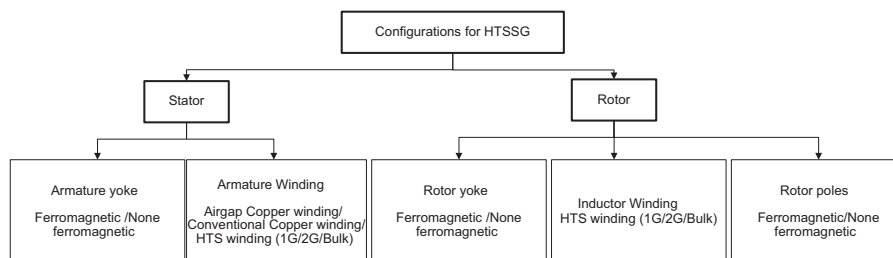 Configurations for HTSSG
Stator
Rotor
Armature yoke
Ferromagnetic /None
ferromagnetic
Armature Winding
Airgap Copper winding/
Conventional Copper winding/
HTS winding (1G/2G/Bulk)
Rotor yoke
Ferromagnetic /None
ferromagnetic
Inductor Winding
HTS winding (1G/2G/Bulk)
Rotor poles
Ferromagnetic/None
ferromagnetic